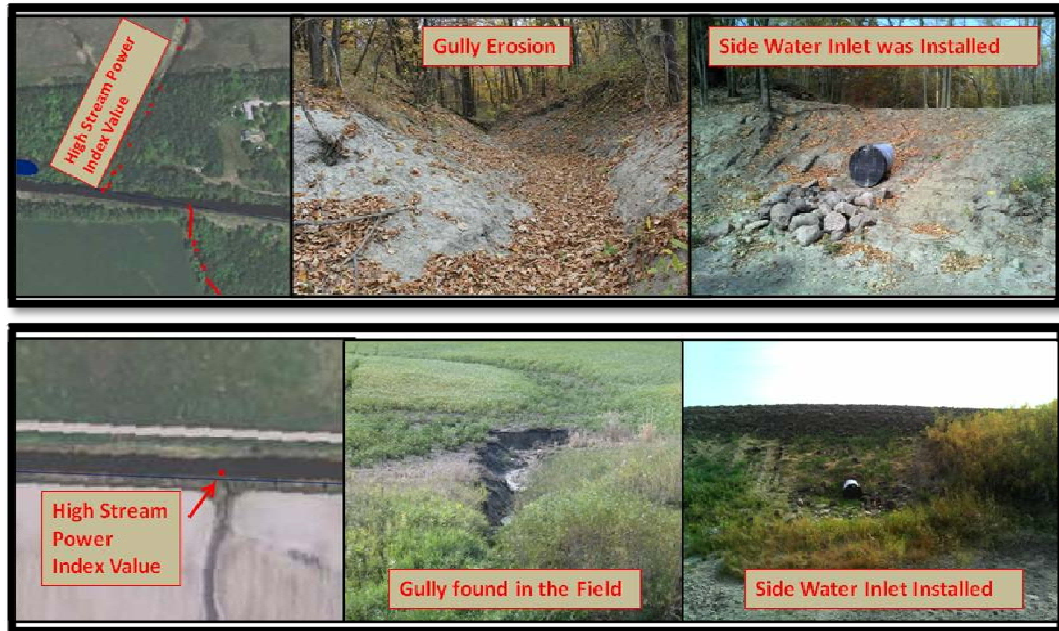 High Stream Power
Index Value
Gully Erosion
Side Water Inlet was Installed
High Stream
Power
Index Value
Gully found in the Field
Side Water Inlet Installed